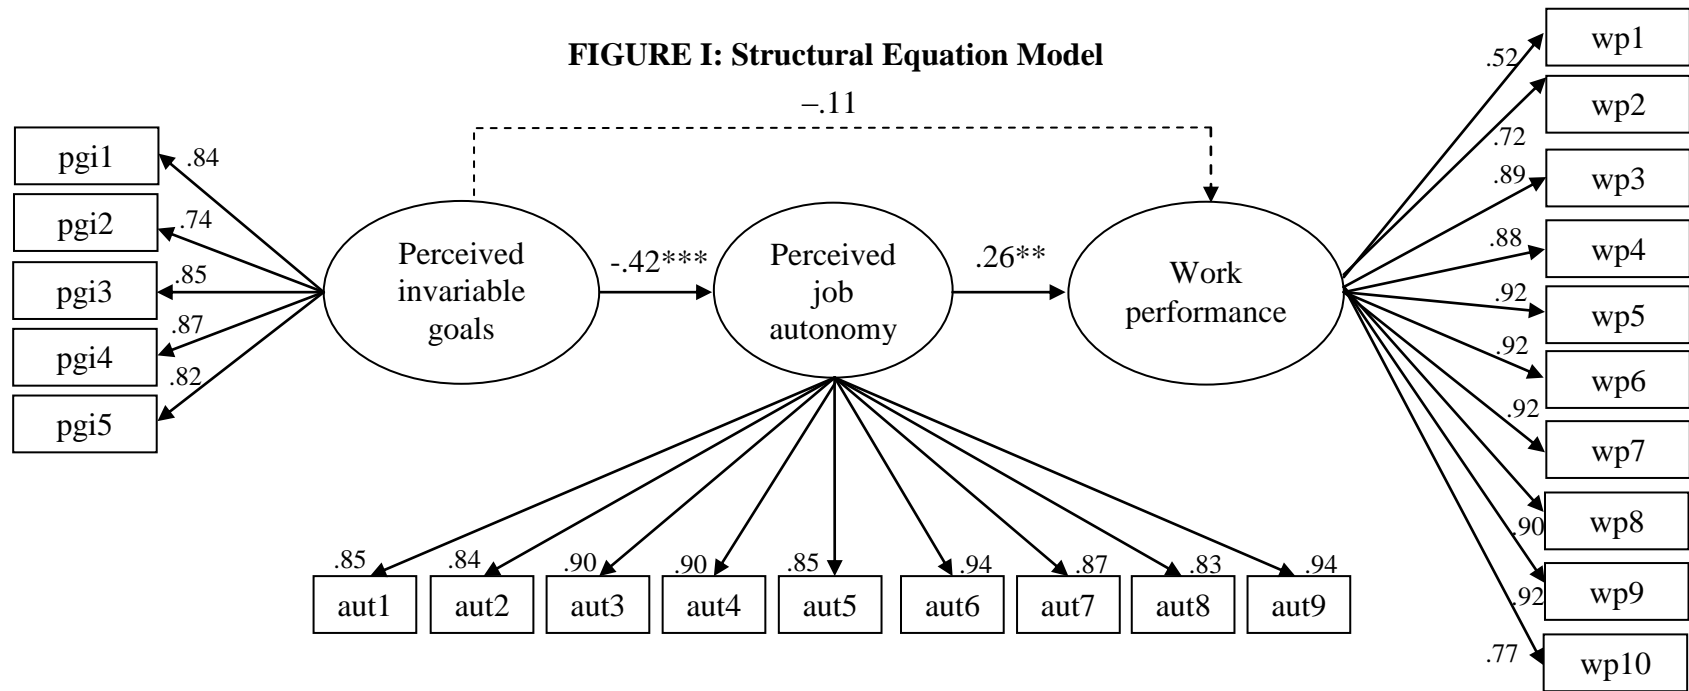 FIGURE I: Structural Equation Model
–.11
pgi1
pgi2
pgi3
pgi4
pgi5
.84
.74
.85
.87
.82
Perceived
invariable
goals
-.42***
Perceived
job
autonomy
.26**
Work
performance
.85
.84
.90
.90
.85
.94
.87
.83
.94
aut1
aut2
aut3
aut4
aut5
aut6
aut7
aut8
aut9
.52
.72
.89
.88
.92
.92
.92
.90
.92
.77
wp1
wp2
wp3
wp4
wp5
wp6
wp7
wp8
wp9
wp10